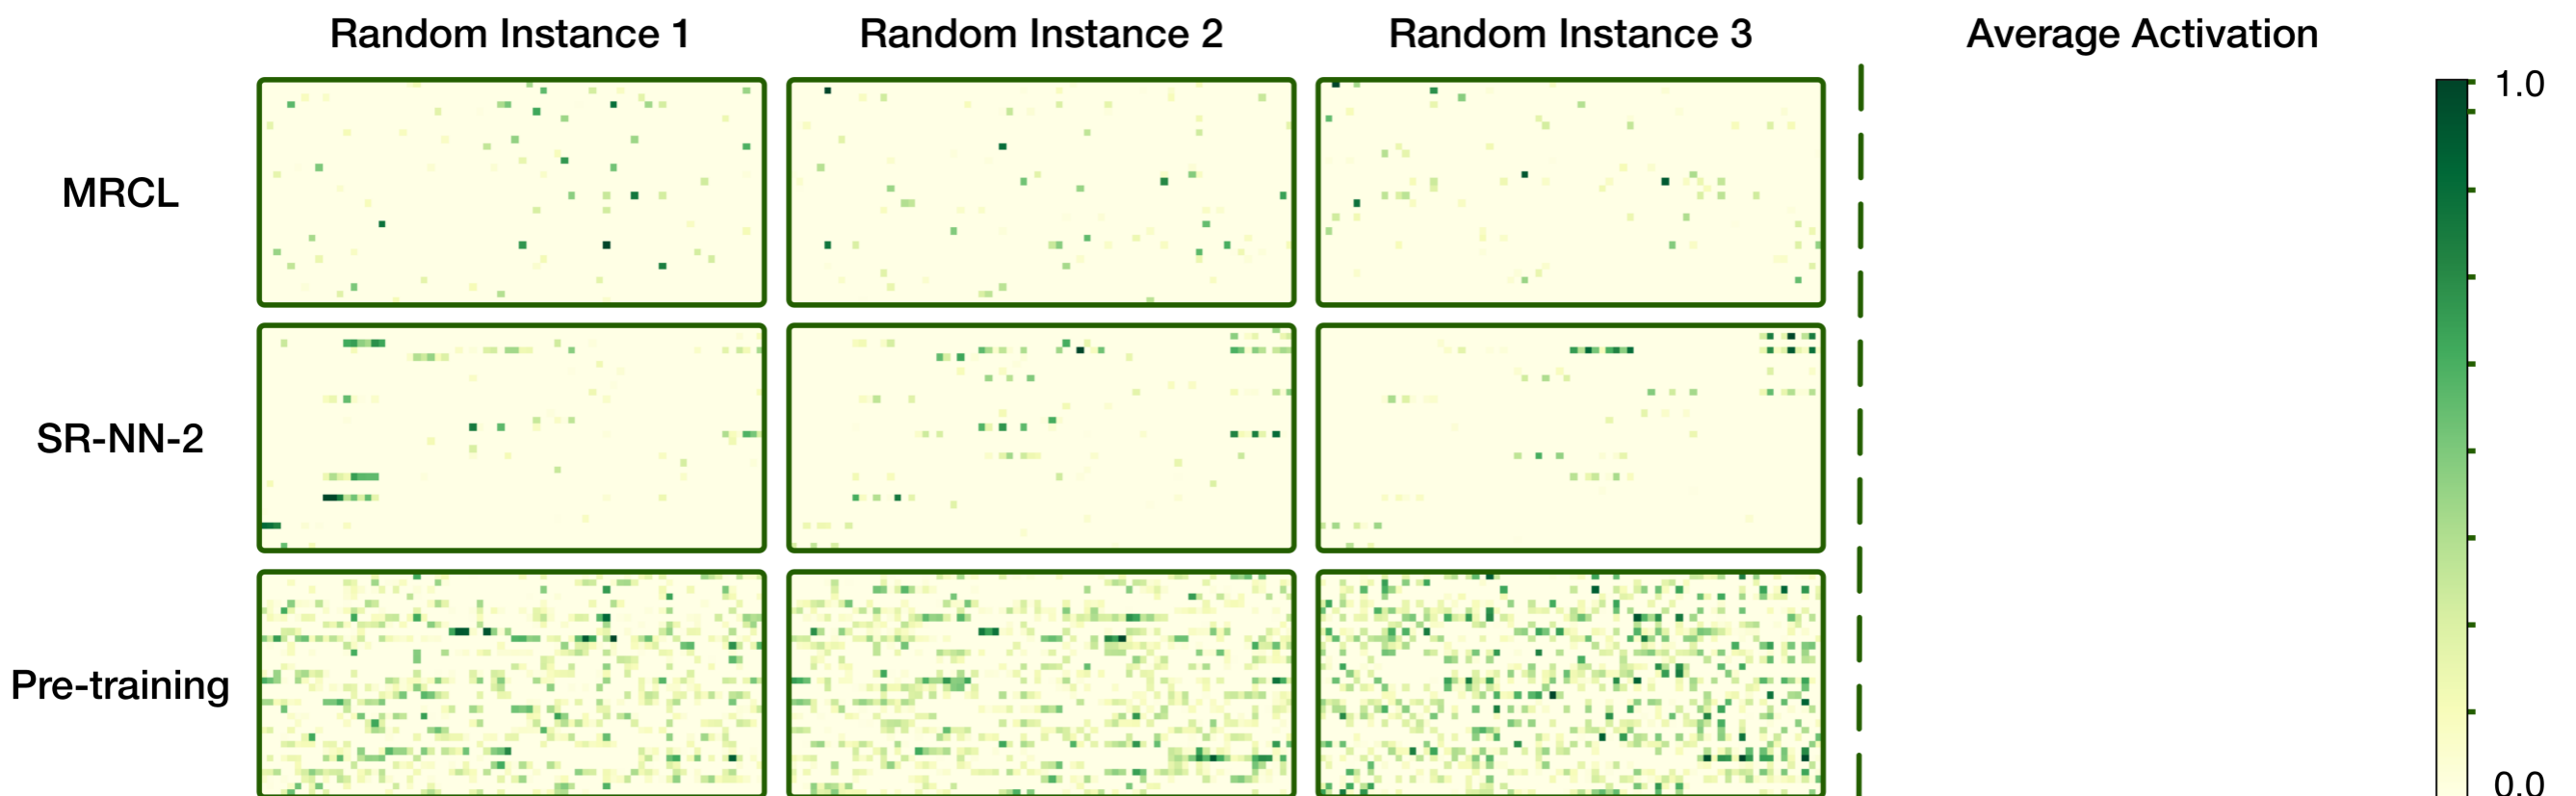 Random Instance 1
Random Instance 2
Random Instance 3
Average Activation
1.0
MRCL
SR-NN-2
Pre-training
0.0